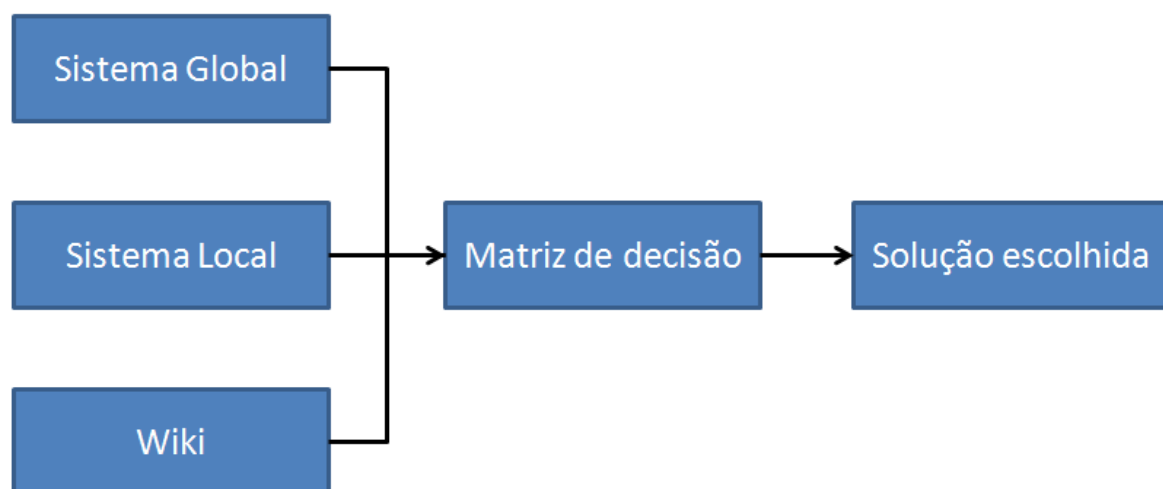 Sistema Global
Sistema Local
Matriz de decisão
Solução escolhida
Wiki